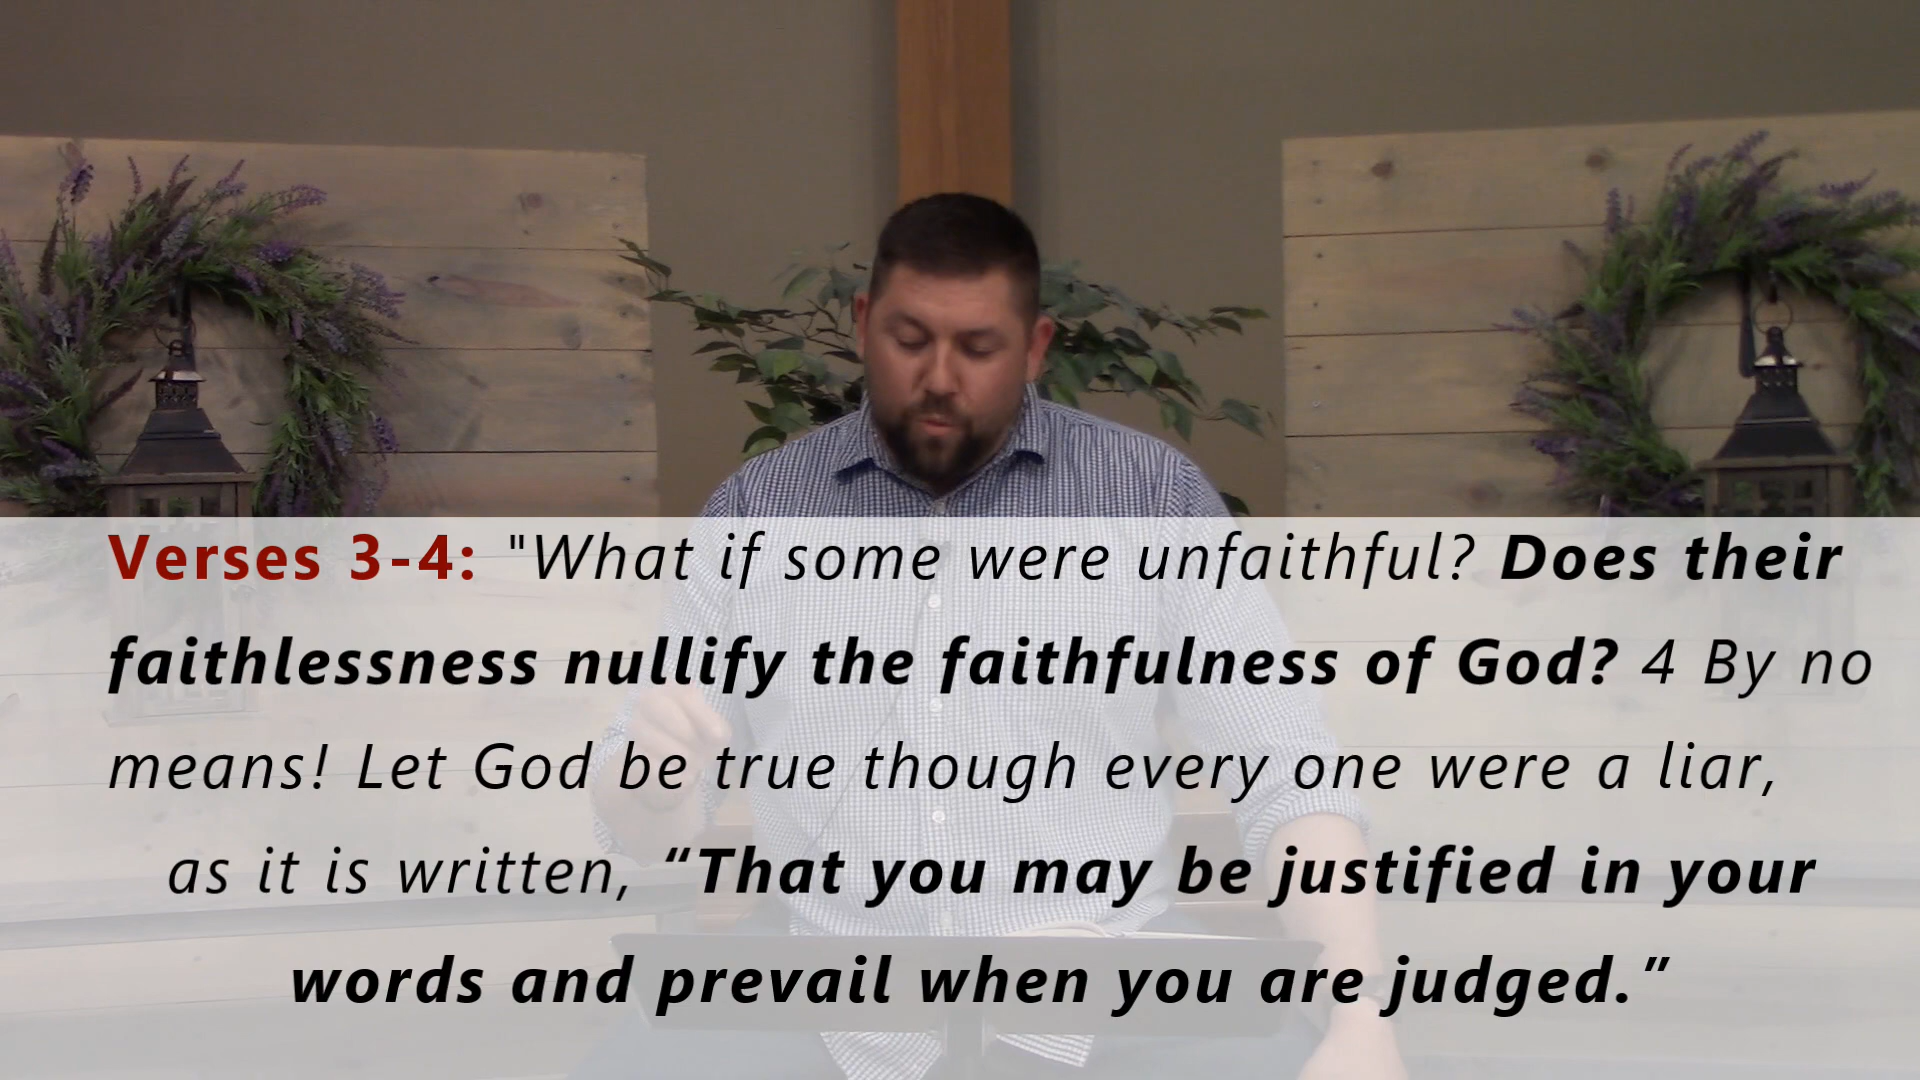 Verses 3-4: "What if some were unfaithful? Does their
faithlessness nullify the faithfulness of God? 4 By no
means! Let God be true though every one were a liar,
as it is written, “That you may be justified in your
words and prevail when you are judged.”